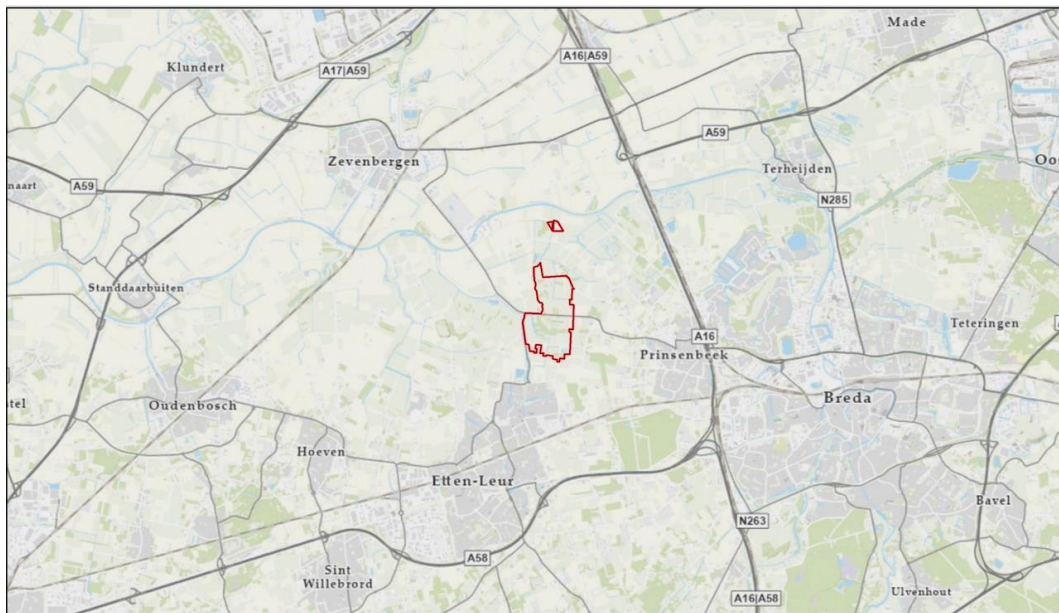 Made
Klundert
A16|A59
A17|A59
A59
Zevenbergen
Terheijden
Oo
naart
A59
N285
Standdaarbuiten
Teteringen
A16
Prinsenbeek
Breda
stel
Oudenbosch
Hoeven
Etten-Leur
Bavel
N263
A58
Sint
Willebrord
Ulvenhout
A16|A58